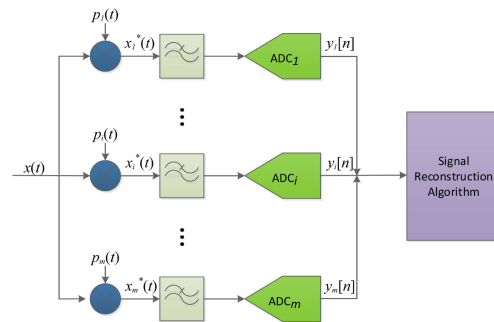 p1(t)
x1*(t)
ADC1
y1[n]
pi(t)
x(t)
xi*(t)
ADCi
yi[n]
Signal
Reconstruction
Algorithm
pm(t)
xm*(t)
ADCm
ym[n]